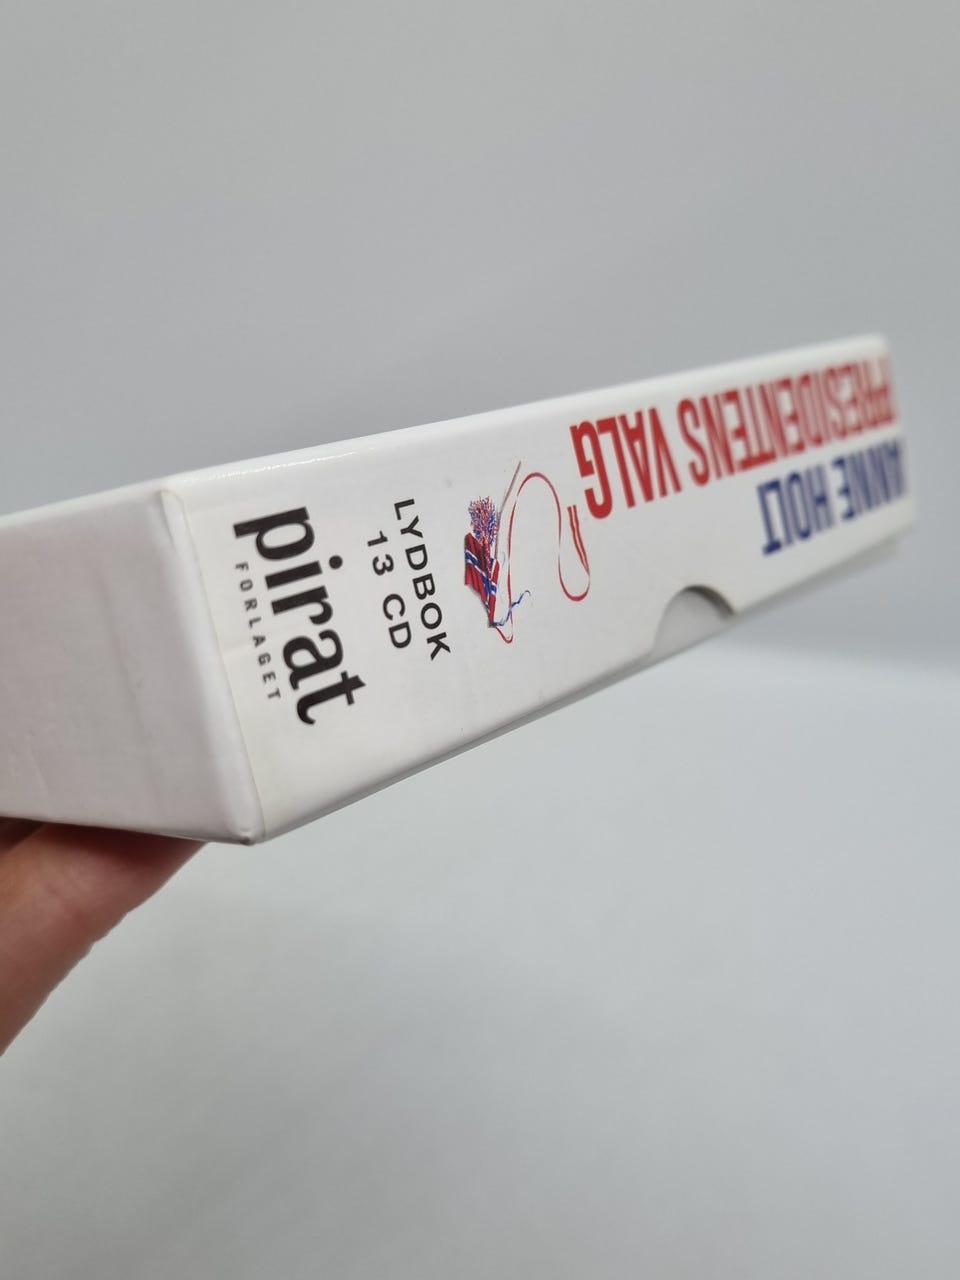 ANNE HOLT
PRESIDENTENS VALG
LYDBOK
13 CD
pirat
FORLAGET